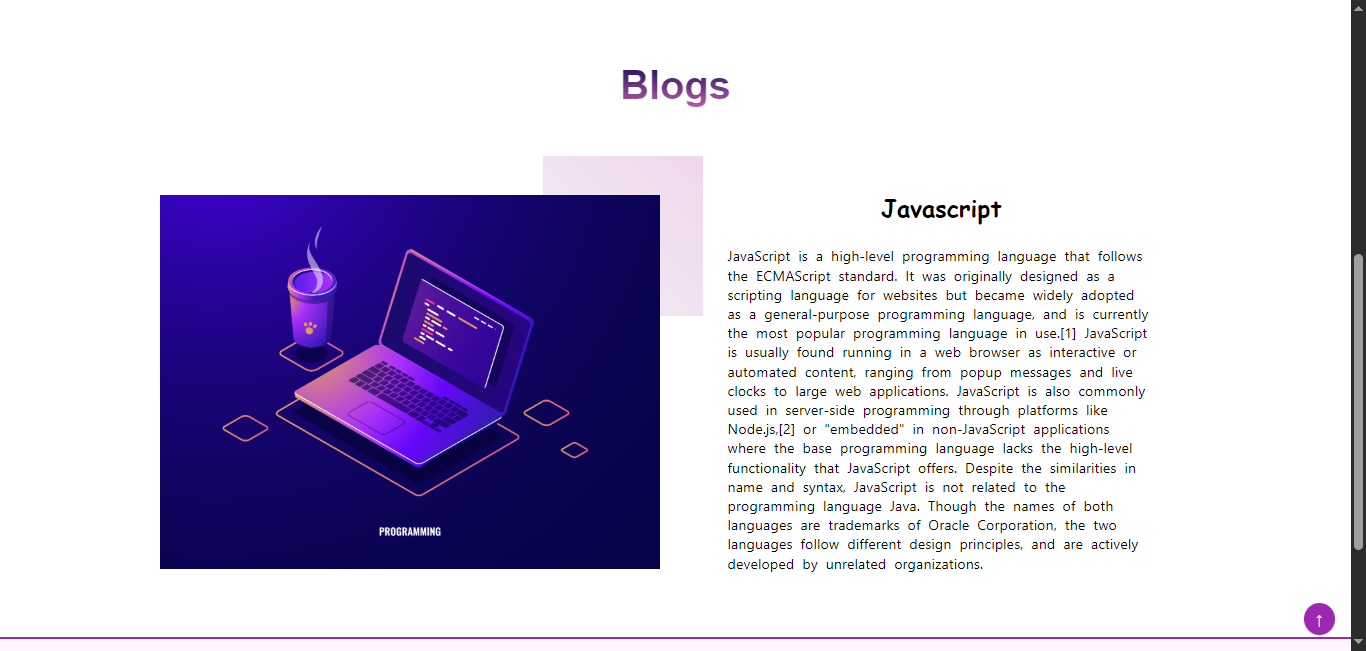 Blogs
Javascript
JavaScript is a high-level programming language that follows
the ECMAScript standard. It was originally designed as a
scripting language for websites but became widely adopted
as a general-purpose programming language, and is currently
the most popular programming language in use.[1] JavaScript
is usually found running in a web browser as interactive or
automated content, ranging from popup messages and live
clocks to large web applications. JavaScript is also commonly
used in server-side programming through platforms like
Node.js,[2] or "embedded" in non-JavaScript applications
where the base programming language lacks the high-level
functionality that JavaScript offers. Despite the similarities in
name and syntax, JavaScript is not related to the
programming language Java. Though the names of both
languages are trademarks of Oracle Corporation, the two
languages follow different design principles, and are actively
developed by unrelated organizations.
PROGRAMMING
↑